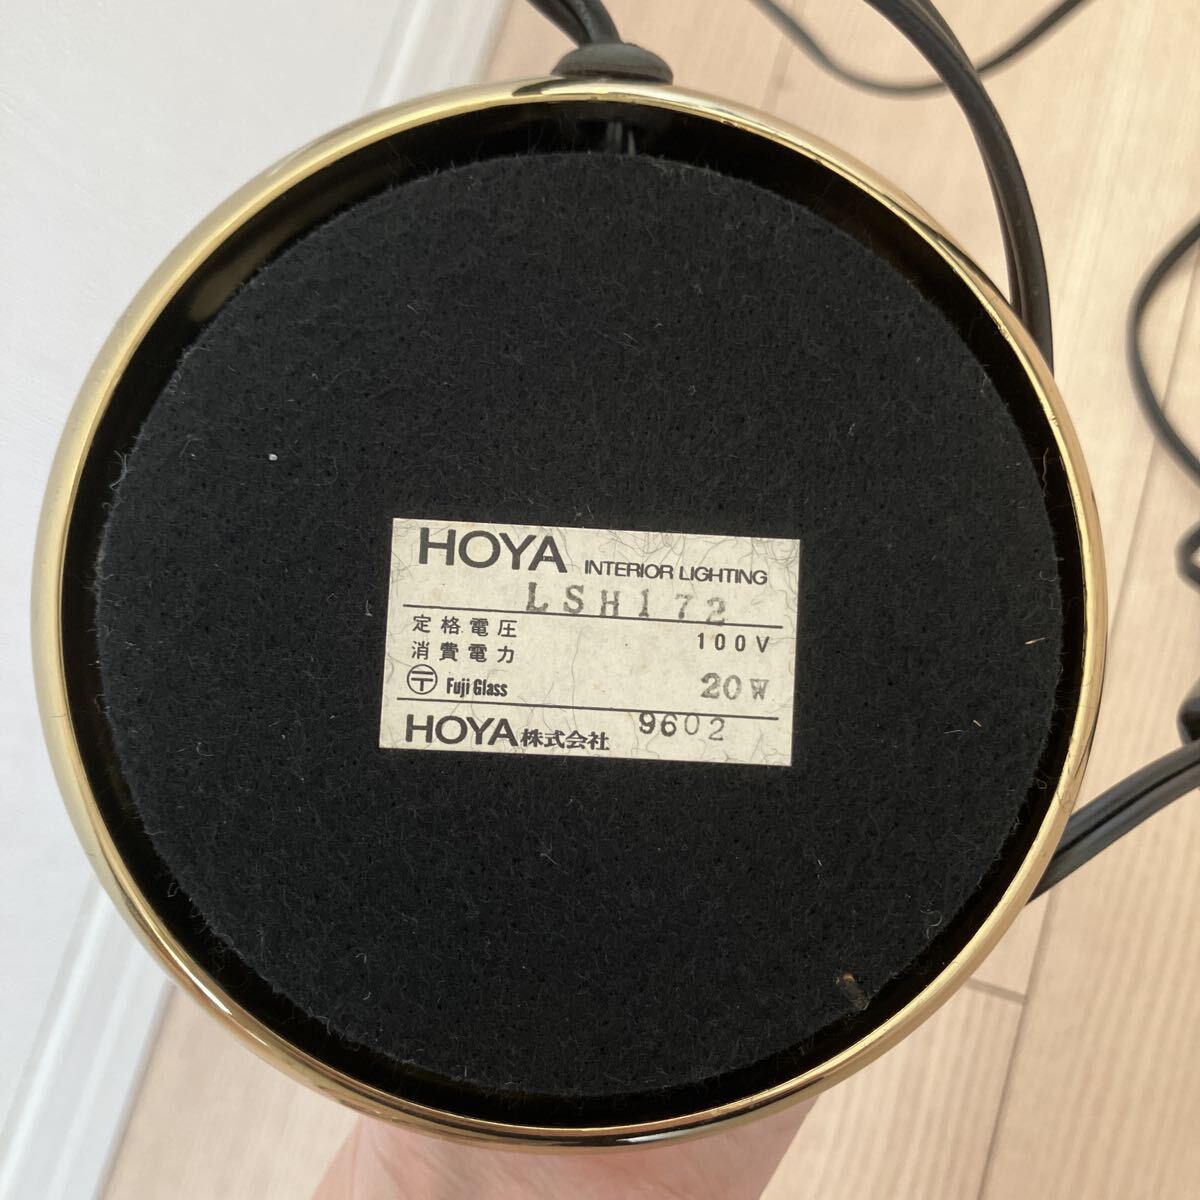 HOYA INTERIOR LIGHTING
LSH172
定格電圧 100V
消費電力
〒 Fuji Glass 20W
HOYA株式会社 9602